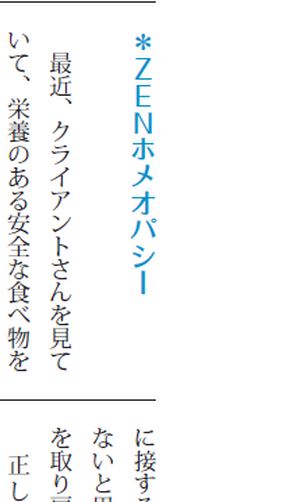 ＊ZENホメオパシー
最近、クライアントさんを見て
いて、栄養のある安全な食べ物を
に接する
ないと思
を取り戻
正し